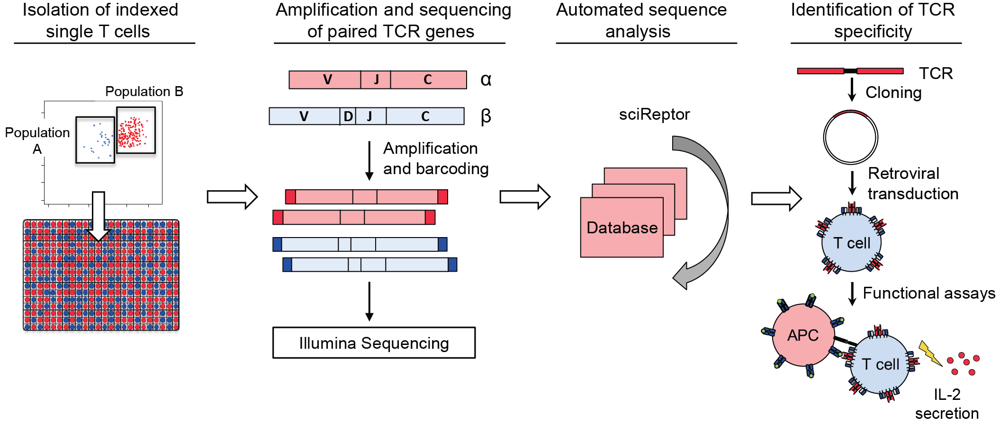 Isolation of indexed
single T cells
Population B
Population
A
Amplification and sequencing
of paired TCR genes
V J C α
V D J C β
Amplification
and barcoding
Illumina Sequencing
Automated sequence
analysis
sciReptor
Database
Identification of TCR
specificity
TCR
Cloning
Retroviral
transduction
T cell
Functional assays
APC
T cell
IL-2
secretion